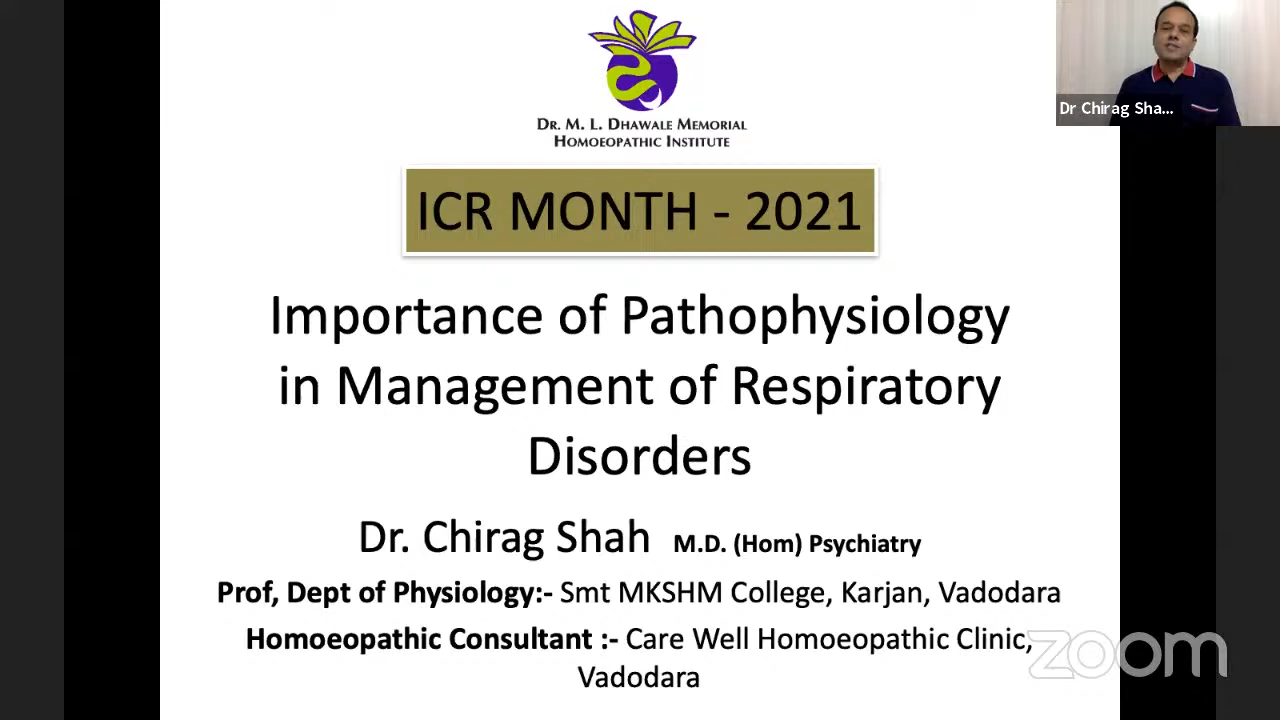 DR. M. L. DHAWALE MEMORIAL
HOMOEOPATHIC INSTITUTE
Dr Chirag Sha...
ICR MONTH - 2021
Importance of Pathophysiology
in Management of Respiratory
Disorders
Dr. Chirag Shah M.D. (Hom) Psychiatry
Prof, Dept of Physiology:- Smt MKSHM College, Karjan, Vadodara
Homoeopathic Consultant :- Care Well Homoeopathic Clinic,
Vadodara
zoom